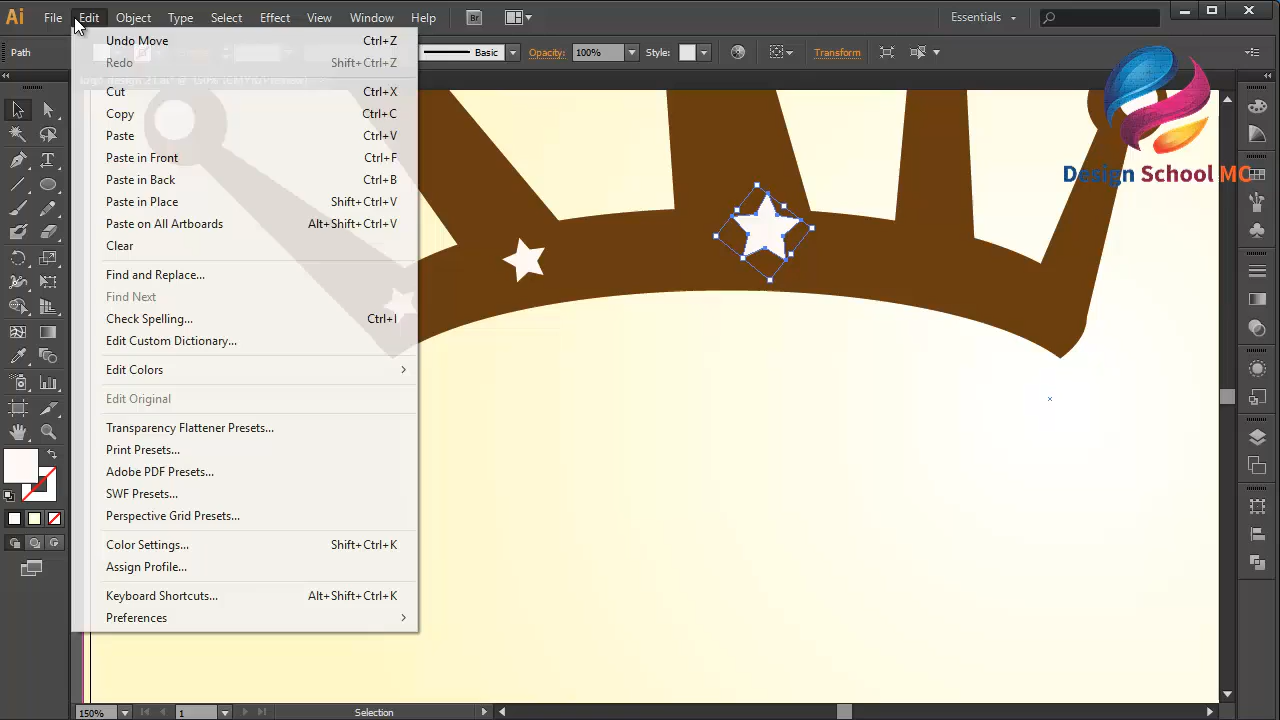 Ai File Edit Object Type Select Effect View Window Help Br Essentials
Path Basic Opacity: 100% Style: Transform
Undo Move Ctrl+Z
Redo Shift+Ctrl+Z
Cut Ctrl+X
Copy Ctrl+C
Paste Ctrl+V
Paste in Front Ctrl+F
Paste in Back Ctrl+B
Paste in Place Shift+Ctrl+V
Paste on All Artboards Alt+Shift+Ctrl+V
Clear
Find and Replace...
Find Next
Check Spelling... Ctrl+I
Edit Custom Dictionary...
Edit Colors
Edit Original
Transparency Flattener Presets...
Print Presets...
Adobe PDF Presets...
SWF Presets...
Perspective Grid Presets...
Color Settings... Shift+Ctrl+K
Assign Profile...
Keyboard Shortcuts... Alt+Shift+Ctrl+K
Preferences
Design School MC
150% 1 Selection